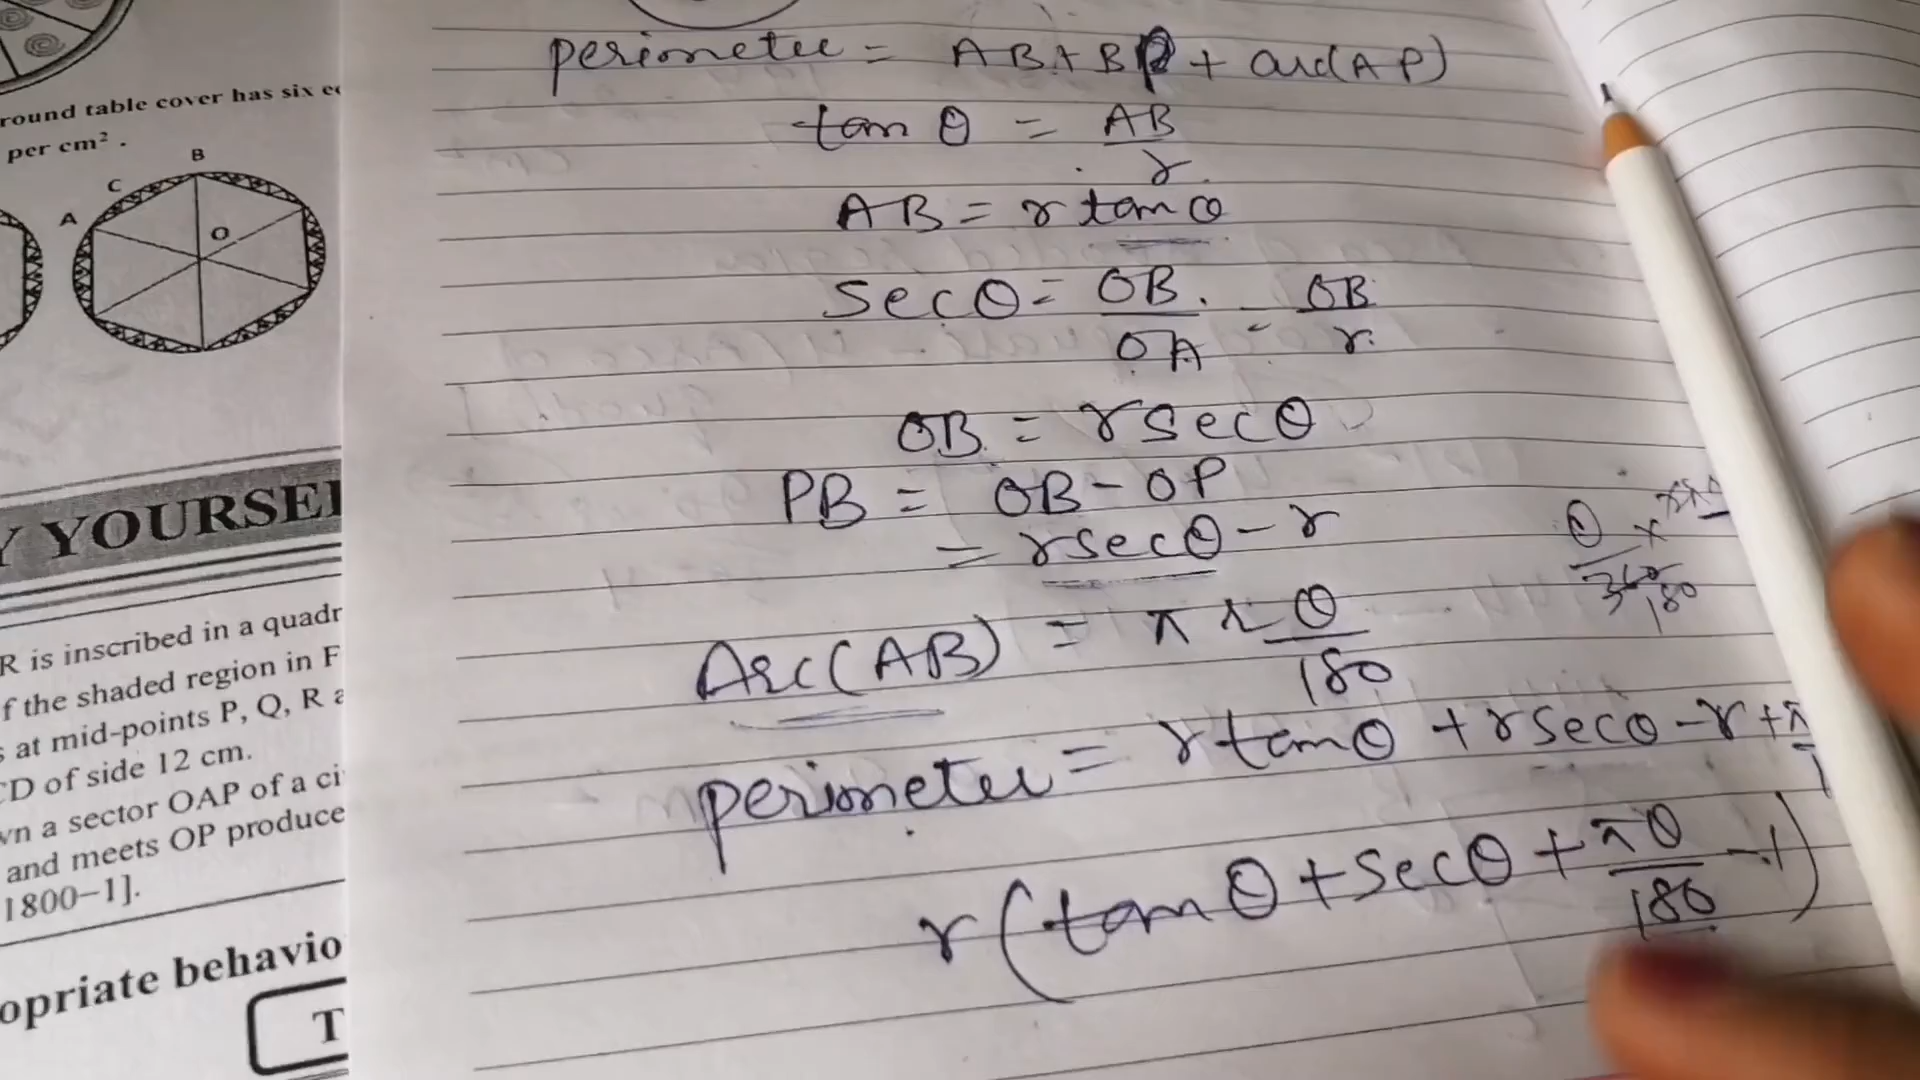 round table cover has six
per cm² .
B
C
A
O
YOURSEL
R is inscribed in a quadr
f the shaded region in F
at mid-points P, Q, R
CD of side 12 cm.
wn a sector OAP of a ci
and meets OP produce
1800–1].
opriate behavio
T
perimeter = AB+BP + arc(AP)
tan θ = AB/r
AB = r tan θ
sec θ = OB/OA = OB/r
OB = r sec θ
PB = OB - OP
= r sec θ - r
θ/360 ×
180
Arc(AB) = π r θ/180
perimeter = r tan θ + r sec θ - r + π
r(tan θ + sec θ + πθ/180 - 1)